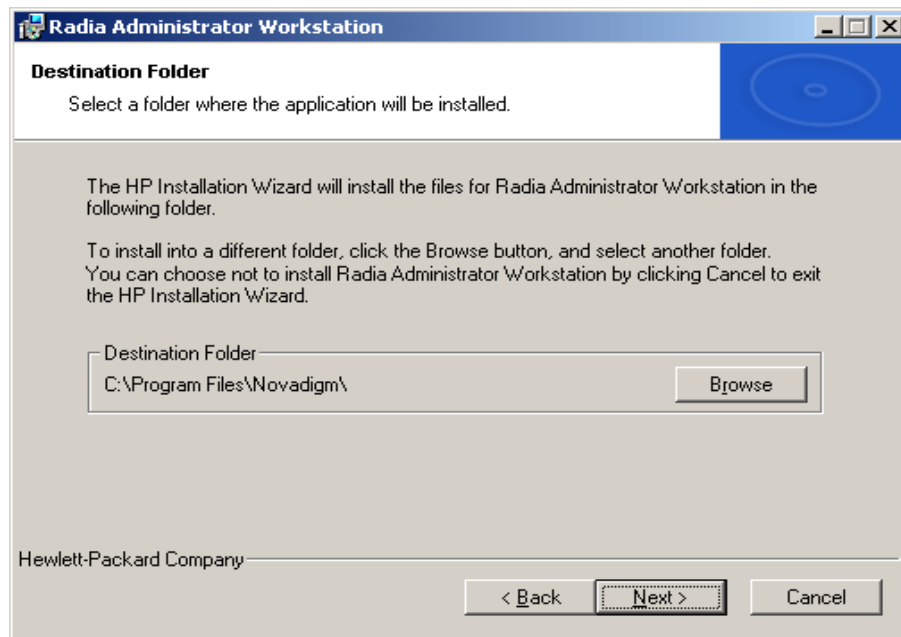 Radia Administrator Workstation
Destination Folder
Select a folder where the application will be installed.
The HP Installation Wizard will install the files for Radia Administrator Workstation in the
following folder.
To install into a different folder, click the Browse button, and select another folder.
You can choose not to install Radia Administrator Workstation by clicking Cancel to exit
the HP Installation Wizard.
Destination Folder
C:\Program Files\Novadigm\
Browse
Hewlett-Packard Company
< Back
Next >
Cancel